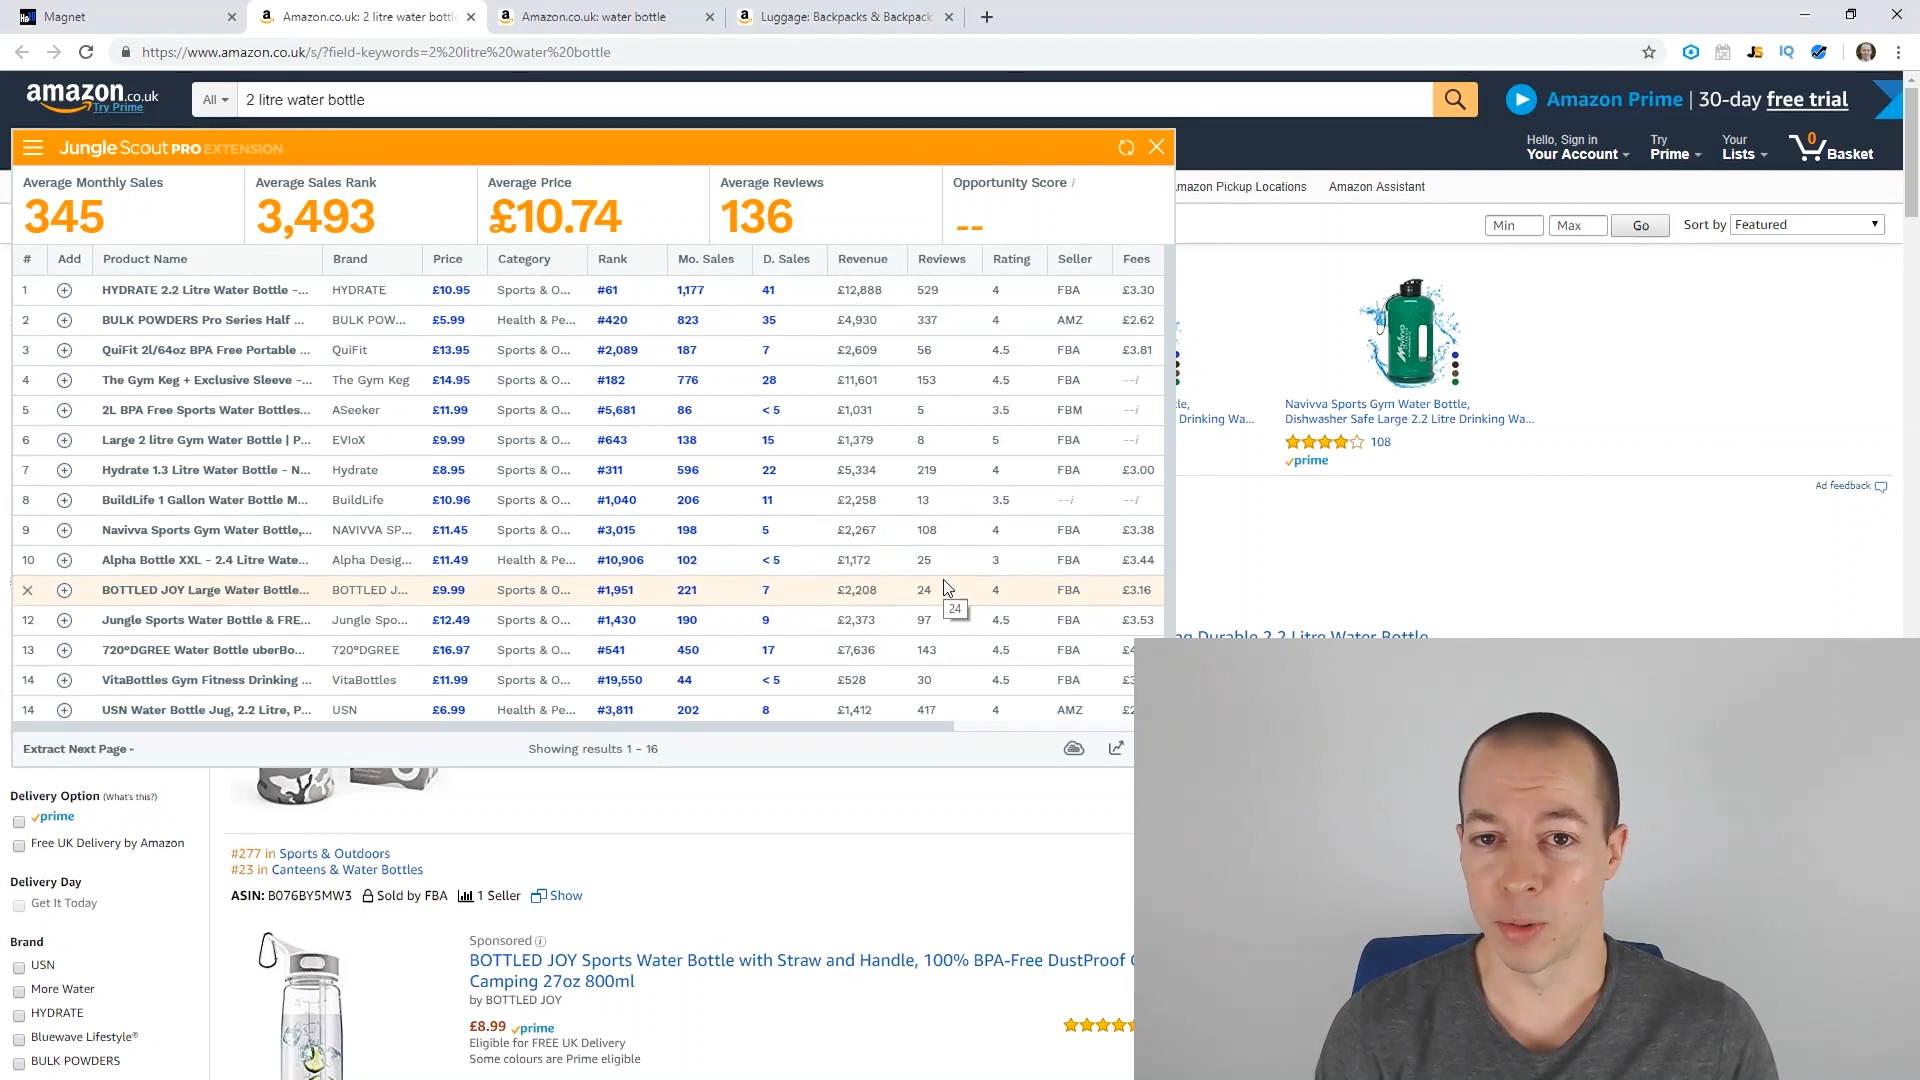 Magnet
Amazon.co.uk: 2 litre water bottl
Amazon.co.uk: water bottle
Luggage: Backpacks & Backpack
https://www.amazon.co.uk/s/?field-keywords=2%20litre%20water%20bottle
amazon.co.uk
Try Prime
All
2 litre water bottle
Amazon Prime | 30-day free trial
Hello, Sign in
Your Account
Try
Prime
Your
Lists
0
Basket
mazon Pickup Locations
Amazon Assistant
Min
Max
Go
Sort by
Featured
Jungle Scout PRO EXTENSION
Average Monthly Sales
345
Average Sales Rank
3,493
Average Price
£10.74
Average Reviews
136
Opportunity Score i
--
# Add Product Name Brand Price Category Rank Mo. Sales D. Sales Revenue Reviews Rating Seller Fees
1 HYDRATE 2.2 Litre Water Bottle -... HYDRATE £10.95 Sports & O... #61 1,177 41 £12,888 529 4 FBA £3.30
2 BULK POWDERS Pro Series Half ... BULK POW... £5.99 Health & Pe... #420 823 35 £4,930 337 4 AMZ £2.62
3 QuiFit 2l/64oz BPA Free Portable ... QuiFit £13.95 Sports & O... #2,089 187 7 £2,609 56 4.5 FBA £3.81
4 The Gym Keg + Exclusive Sleeve -... The Gym Keg £14.95 Sports & O... #182 776 28 £11,601 153 4.5 FBA --i
5 2L BPA Free Sports Water Bottles... ASeeker £11.99 Sports & O... #5,681 86 < 5 £1,031 5 3.5 FBM --i
6 Large 2 litre Gym Water Bottle | P... EVIoX £9.99 Sports & O... #643 138 15 £1,379 8 5 FBA --i
7 Hydrate 1.3 Litre Water Bottle - N... Hydrate £8.95 Sports & O... #311 596 22 £5,334 219 4 FBA £3.00
8 BuildLife 1 Gallon Water Bottle M... BuildLife £10.96 Sports & O... #1,040 206 11 £2,258 13 3.5 --i --i
9 Navivva Sports Gym Water Bottle,... NAVIVVA SP... £11.45 Sports & O... #3,015 198 5 £2,267 108 4 FBA £3.38
10 Alpha Bottle XXL - 2.4 Litre Wate... Alpha Desig... £11.49 Health & Pe... #10,906 102 < 5 £1,172 25 3 FBA £3.44
BOTTLED JOY Large Water Bottle... BOTTLED J... £9.99 Sports & O... #1,951 221 7 £2,208 24 4 FBA £3.16
24
12 Jungle Sports Water Bottle & FRE... Jungle Spo... £12.49 Sports & O... #1,430 190 9 £2,373 97 4.5 FBA £3.53
13 720°DGREE Water Bottle uberBo... 720°DGREE £16.97 Sports & O... #541 450 17 £7,636 143 4.5 FBA
14 VitaBottles Gym Fitness Drinking ... VitaBottles £11.99 Sports & O... #19,550 44 < 5 £528 30 4.5 FBA
14 USN Water Bottle Jug, 2.2 Litre, P... USN £6.99 Health & Pe... #3,811 202 8 £1,412 417 4 AMZ
Extract Next Page
Showing results 1 - 16
Navivva
Navivva Sports Gym Water Bottle,
Dishwasher Safe Large 2.2 Litre Drinking Wa...
Drinking Wa...
108
prime
Ad feedback
ng Durable 2.2 Litre Water Bottle
Delivery Option (What's this?)
prime
Free UK Delivery by Amazon
Delivery Day
Get It Today
Brand
USN
More Water
HYDRATE
Bluewave Lifestyle®
BULK POWDERS
#277 in Sports & Outdoors
#23 in Canteens & Water Bottles
ASIN: B076BY5MW3 Sold by FBA 1 Seller Show
Sponsored
BOTTLED JOY Sports Water Bottle with Straw and Handle, 100% BPA-Free DustProof
Camping 27oz 800ml
by BOTTLED JOY
£8.99 prime
Eligible for FREE UK Delivery
Some colours are Prime eligible